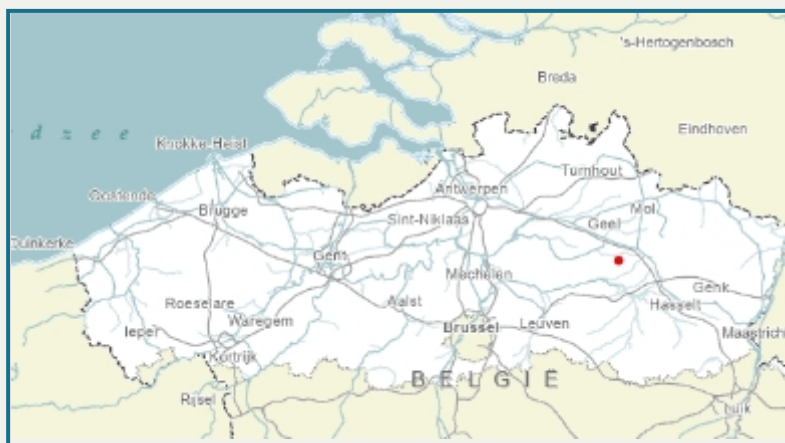 's-Hertogenbosch
Breda
Eindhoven
d z e e
Knokke-Heist
Turnhout
Antwerpen
Oostende
Brugge
Sint-Niklaas
Geel
Mol
Duinkerke
Gent
Mechelen
Genk
Roeselare
Aalst
Hasselt
Ieper
Waregem
Brussel
Leuven
Maastrich
Kortrijk
BELGIË
Rijsel
Luik